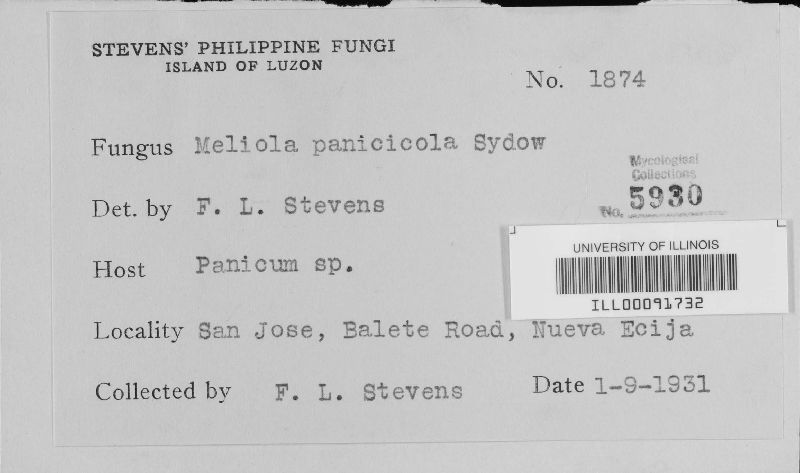 STEVENS' PHILIPPINE FUNGI
ISLAND OF LUZON
No. 1874
Fungus Meliola panicicola Sydow
Mycological
Collections
No. 5930
Det. by F. L. Stevens
UNIVERSITY OF ILLINOIS
ILL00091732
Host Panicum sp.
Locality San Jose, Balete Road, Nueva Ecija
Collected by F. L. Stevens Date 1-9-1931